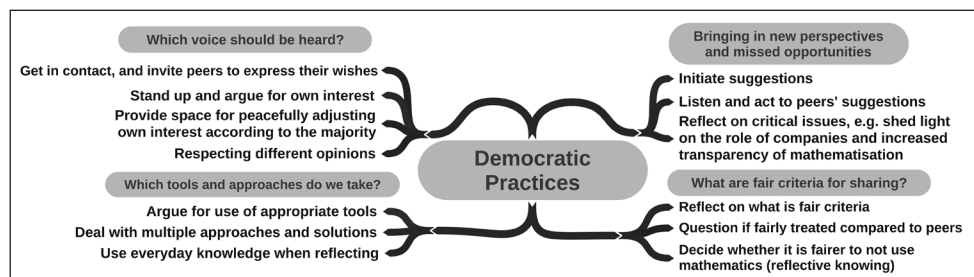 Which voice should be heard?
Get in contact, and invite peers to express their wishes
Stand up and argue for own interest
Provide space for peacefully adjusting
own interest according to the majority
Respecting different opinions
Which tools and approaches do we take?
Argue for use of appropriate tools
Deal with multiple approaches and solutions
Use everyday knowledge when reflecting
Democratic
Practices
Bringing in new perspectives
and missed opportunities
Initiate suggestions
Listen and act to peers' suggestions
Reflect on critical issues, e.g. shed light
on the role of companies and increased
transparency of mathematisation
What are fair criteria for sharing?
Reflect on what is fair criteria
Question if fairly treated compared to peers
Decide whether it is fairer to not use
mathematics (reflective knowing)